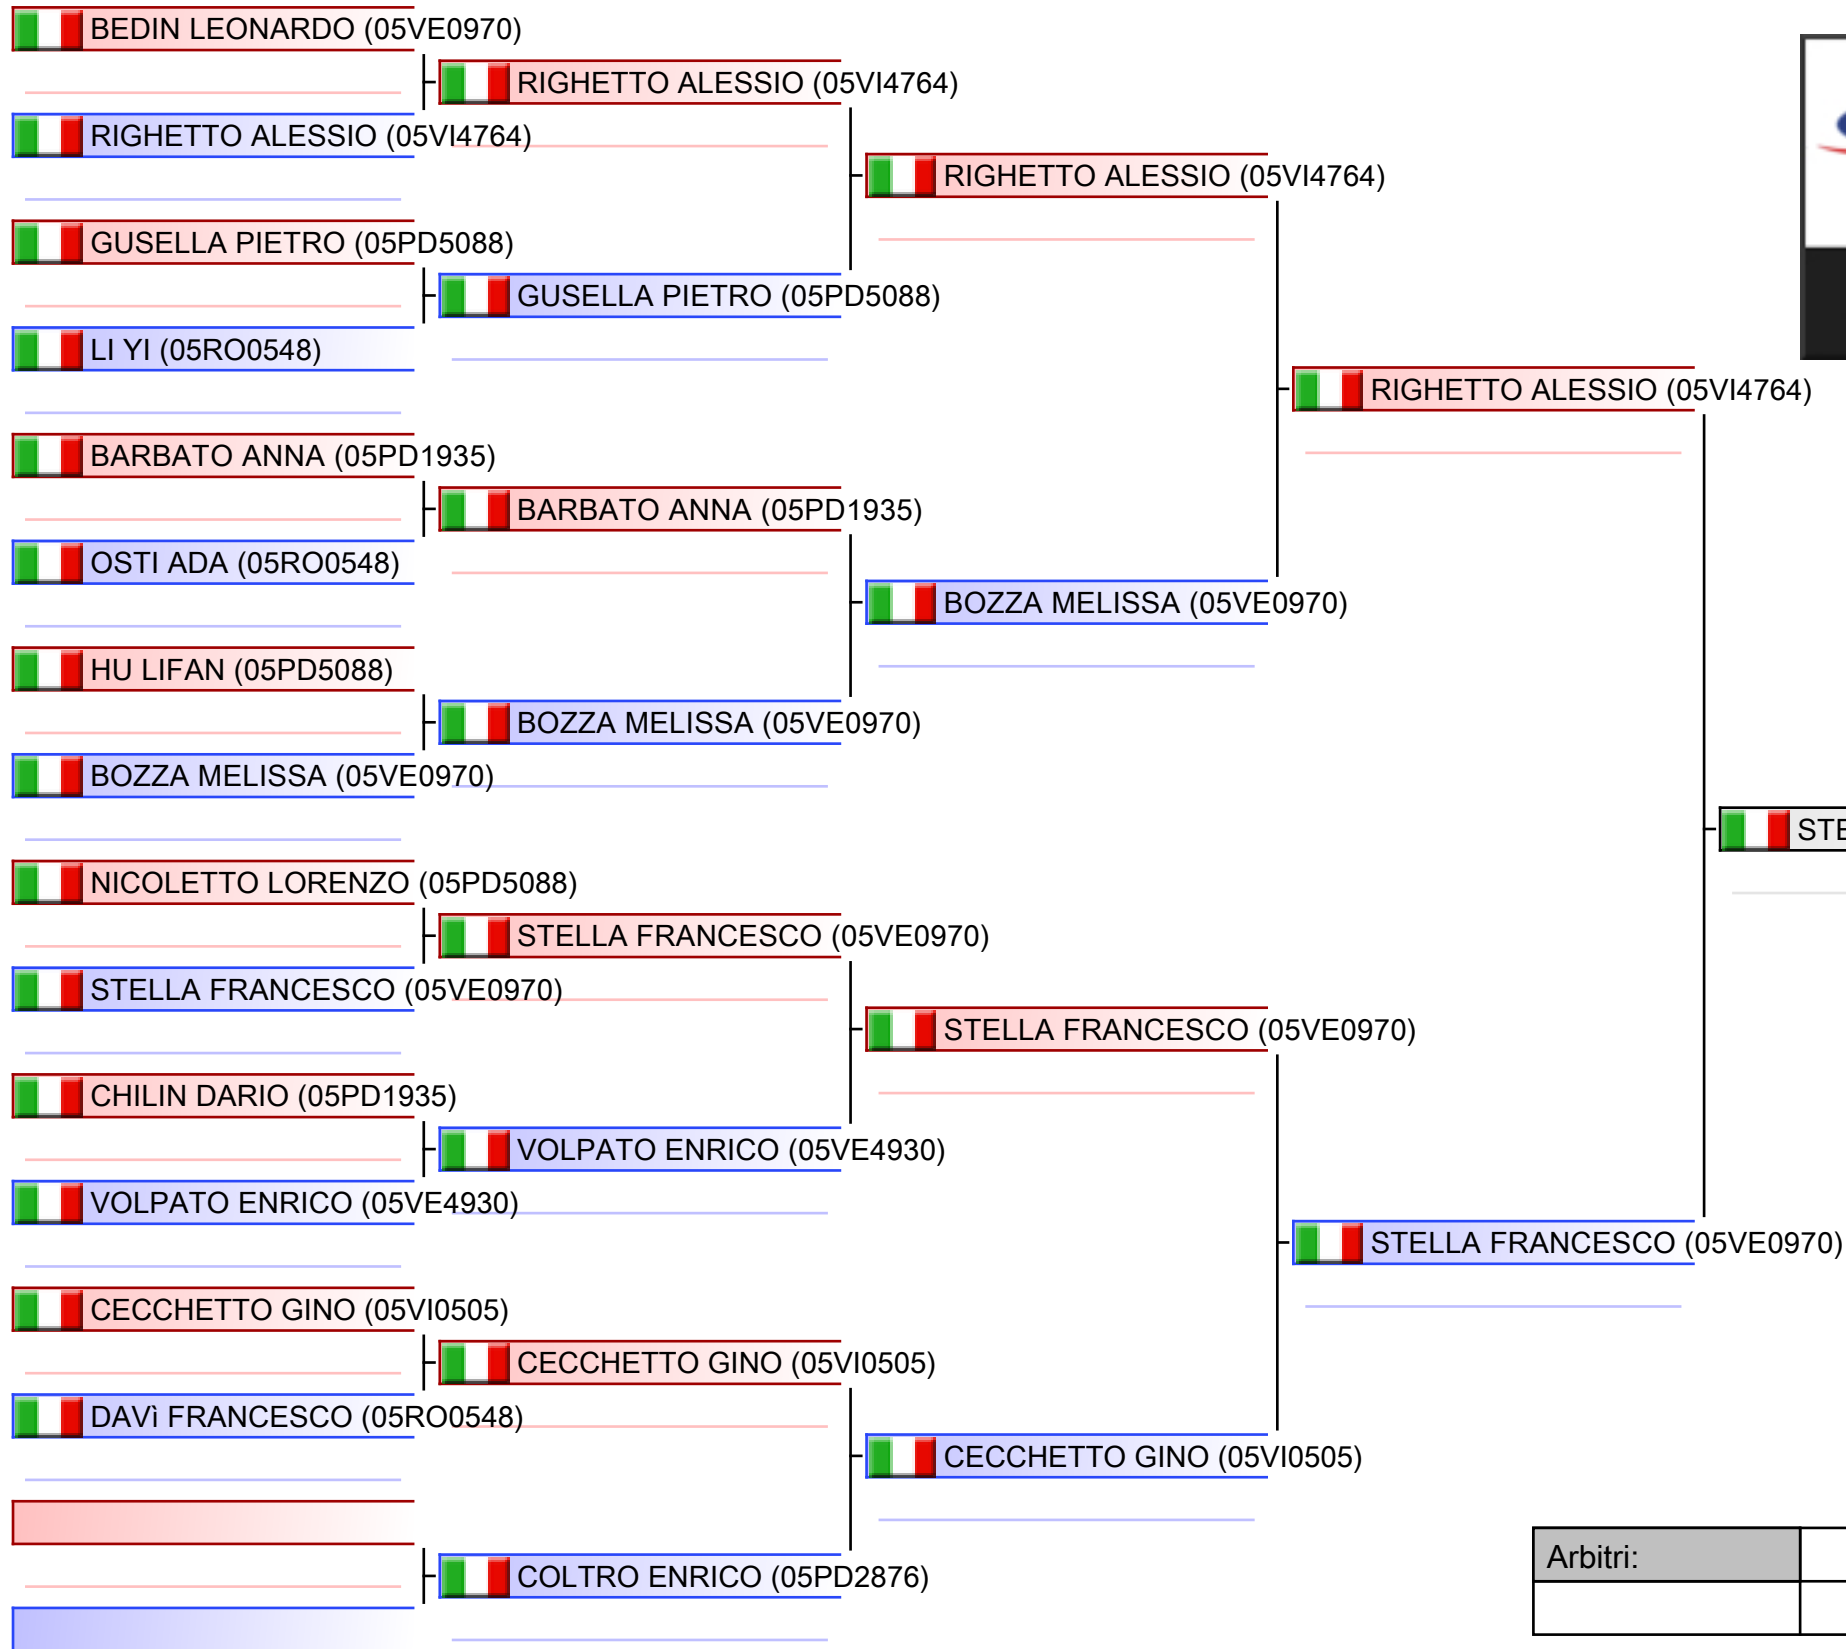 BEDIN LEONARDO (05VE0970)
RIGHETTO ALESSIO (05VI4764)
GUSELLA PIETRO (05PD5088)
LI YI (05RO0548)
BARBATO ANNA (05PD1935)
OSTI ADA (05RO0548)
HU LIFAN (05PD5088)
BOZZA MELISSA (05VE0970)
NICOLETTO LORENZO (05PD5088)
STELLA FRANCESCO (05VE0970)
CHILIN DARIO (05PD1935)
VOLPATO ENRICO (05VE4930)
CECCHETTO GINO (05VI0505)
DAVì FRANCESCO (05RO0548)
RIGHETTO ALESSIO (05VI4764)
GUSELLA PIETRO (05PD5088)
BARBATO ANNA (05PD1935)
BOZZA MELISSA (05VE0970)
STELLA FRANCESCO (05VE0970)
VOLPATO ENRICO (05VE4930)
CECCHETTO GINO (05VI0505)
COLTRO ENRICO (05PD2876)
RIGHETTO ALESSIO (05VI4764)
BOZZA MELISSA (05VE0970)
STELLA FRANCESCO (05VE0970)
CECCHETTO GINO (05VI0505)
RIGHETTO ALESSIO (05VI4764)
STELLA FRANCESCO (05VE0970)
Arbitri: